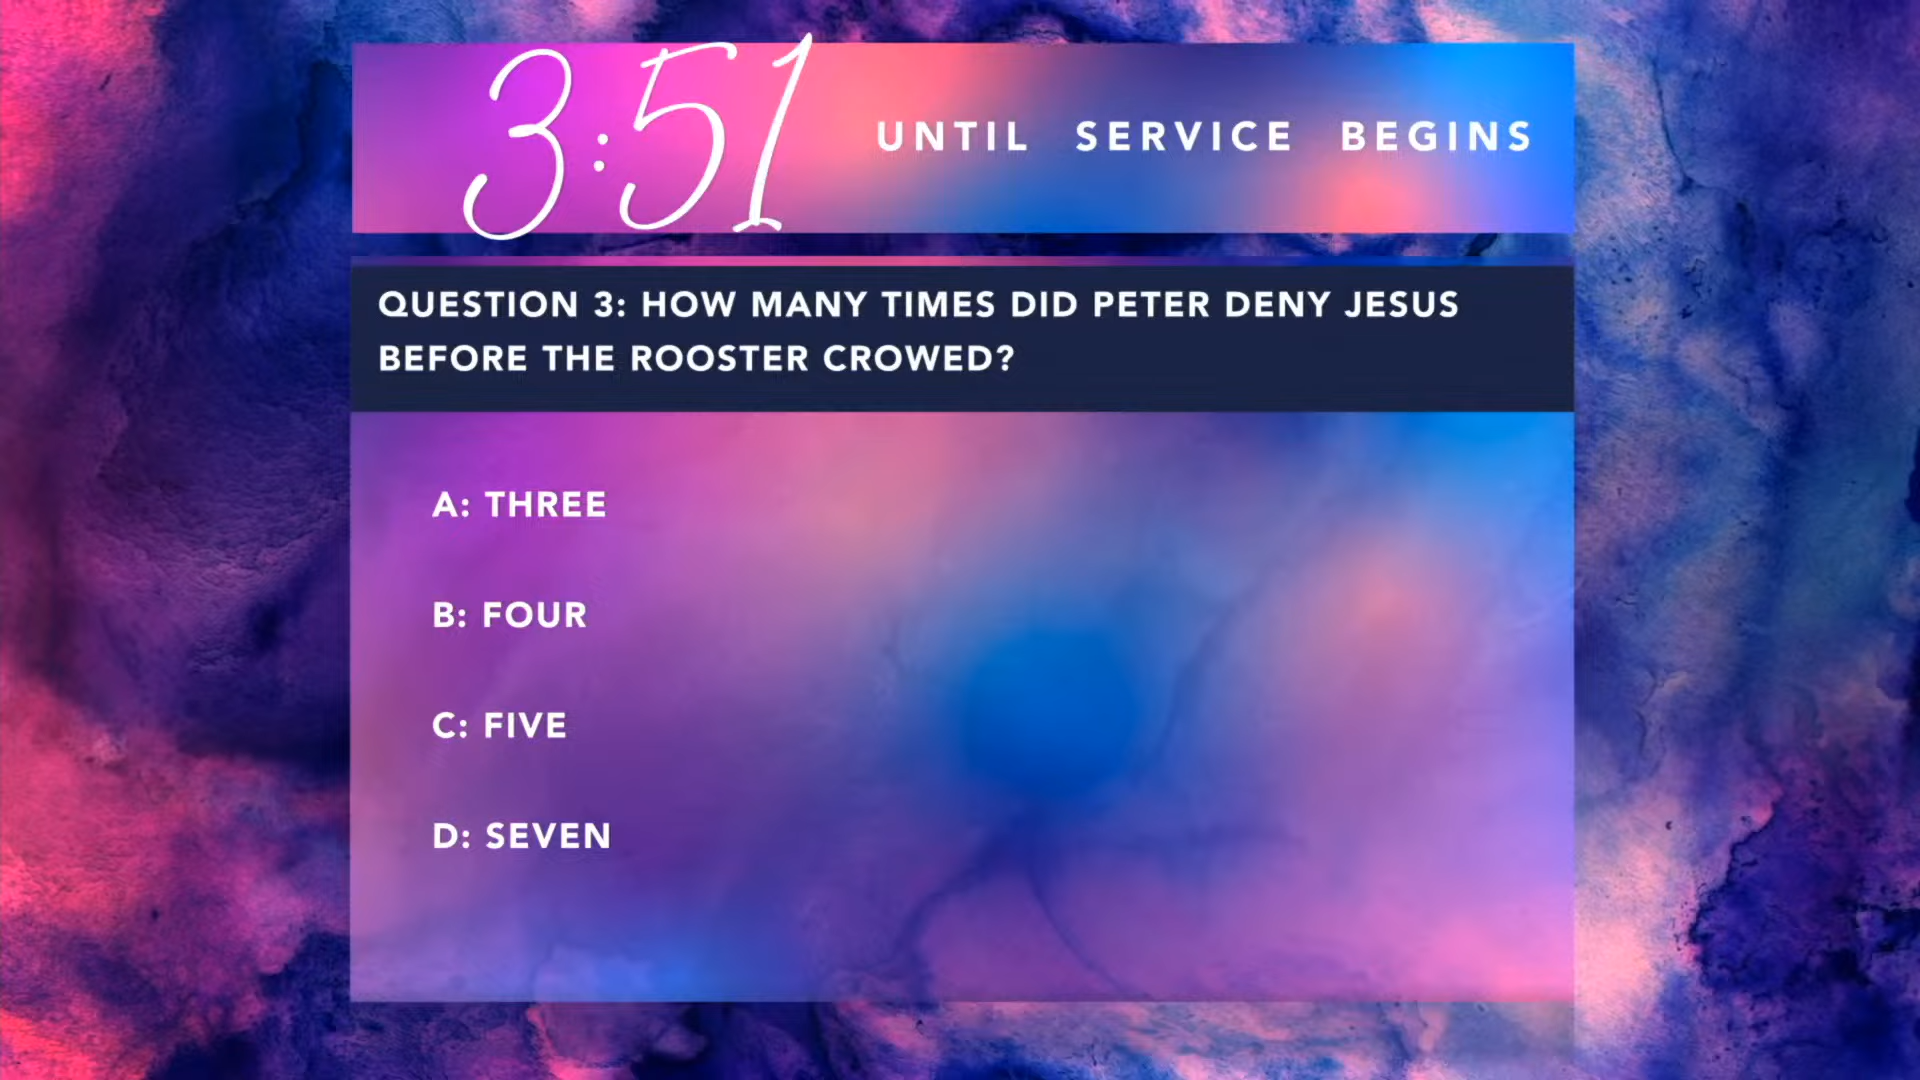 3:51 UNTIL SERVICE BEGINS
QUESTION 3: HOW MANY TIMES DID PETER DENY JESUS
BEFORE THE ROOSTER CROWED?
A: THREE
B: FOUR
C: FIVE
D: SEVEN